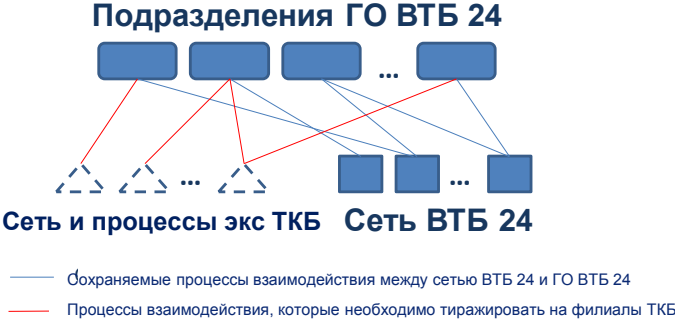 Подразделения ГО ВТБ 24
...
... ...
Сеть и процессы экс ТКБ Сеть ВТБ 24
Сохраняемые процессы взаимодействия между сетью ВТБ 24 и ГО ВТБ 24
Процессы взаимодействия, которые необходимо тиражировать на филиалы ТКБ